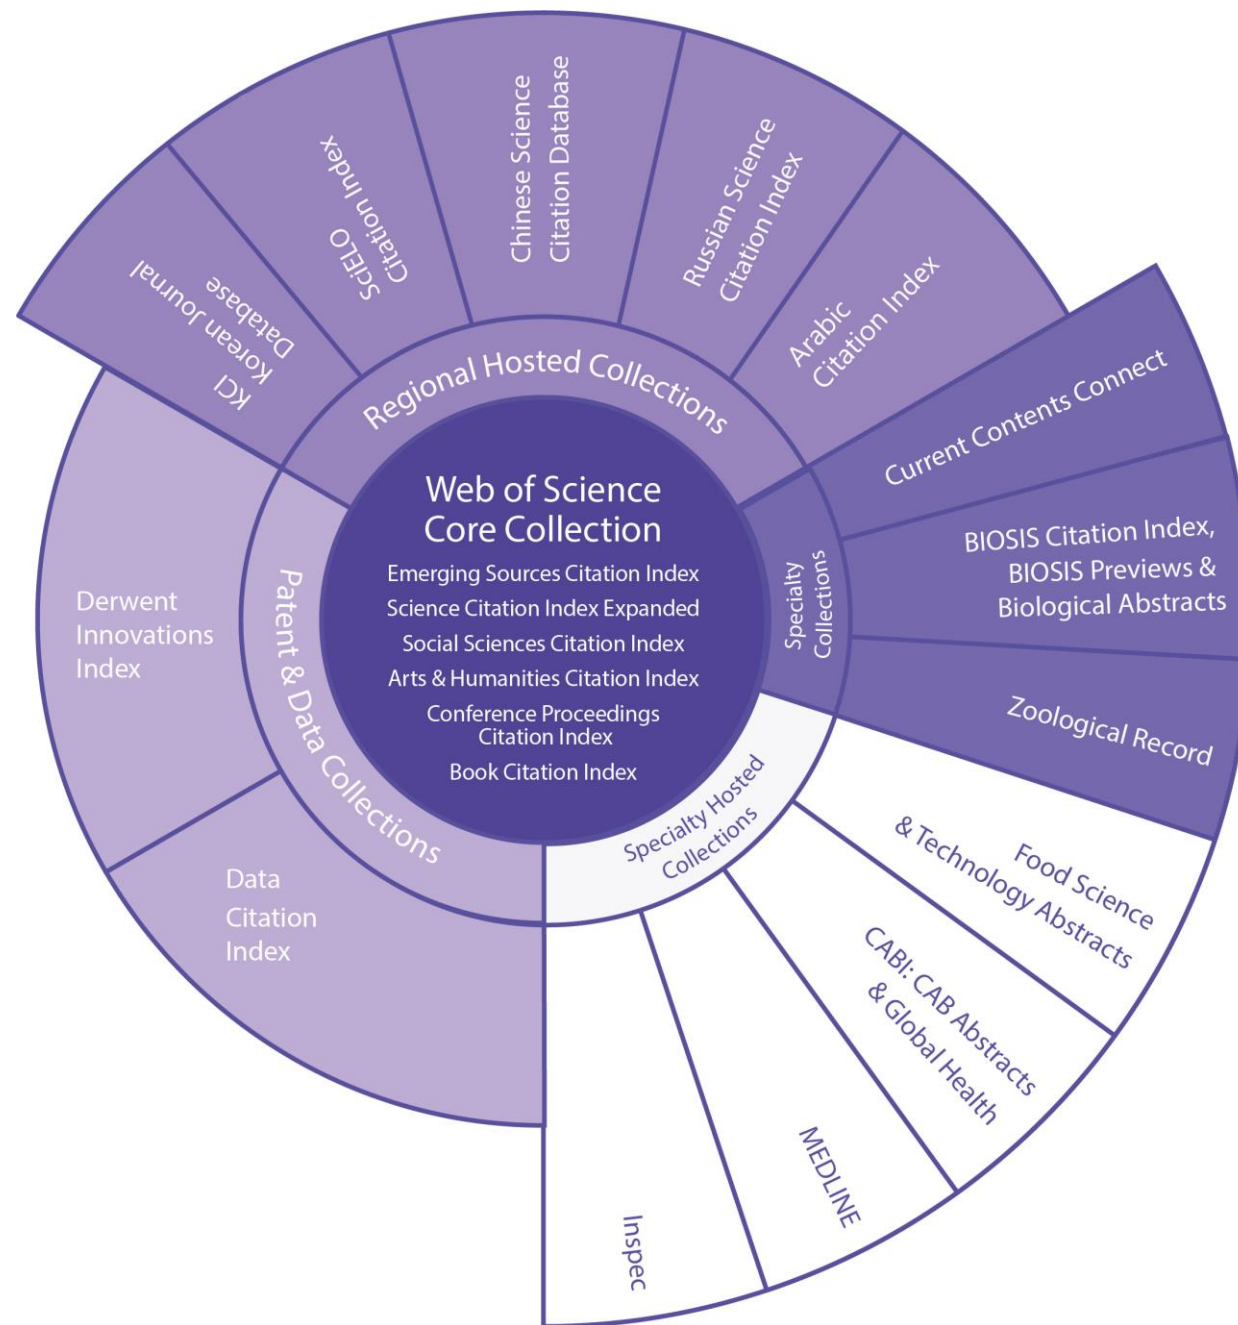 Web of Science
Core Collection
Emerging Sources Citation Index
Science Citation Index Expanded
Social Sciences Citation Index
Arts & Humanities Citation Index
Conference Proceedings
Citation Index
Book Citation Index
Regional Hosted Collections
KCI
Korean Journal
Database
SciELO
Citation Index
Chinese Science
Citation Database
Russian Science
Citation Index
Arabic
Citation Index
Specialty
Collections
Current Contents Connect
BIOSIS Citation Index,
BIOSIS Previews &
Biological Abstracts
Zoological Record
Specialty Hosted
Collections
Food Science
& Technology Abstracts
CABI: CAB Abstracts
& Global Health
MEDLINE
Inspec
Patent & Data Collections
Data
Citation
Index
Derwent
Innovations
Index